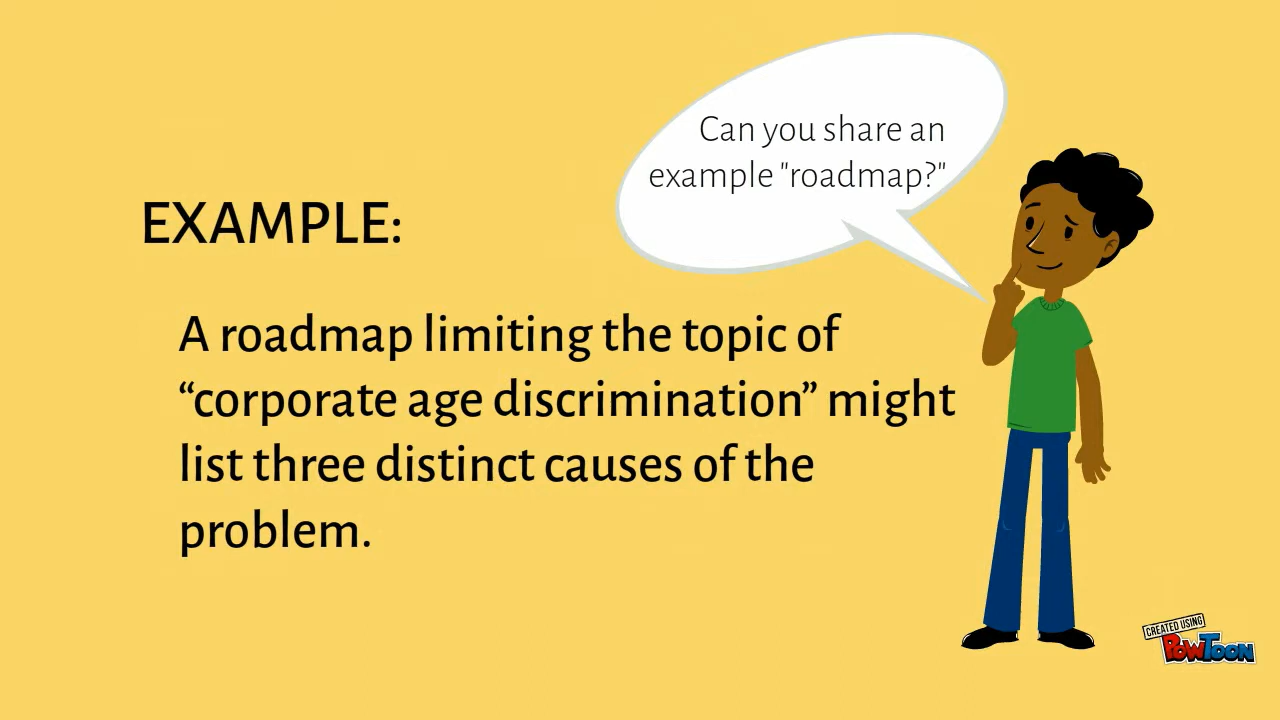 Can you share an
example "roadmap?"
EXAMPLE:
A roadmap limiting the topic of
“corporate age discrimination” might
list three distinct causes of the
problem.
CREATED USING
POWTOON